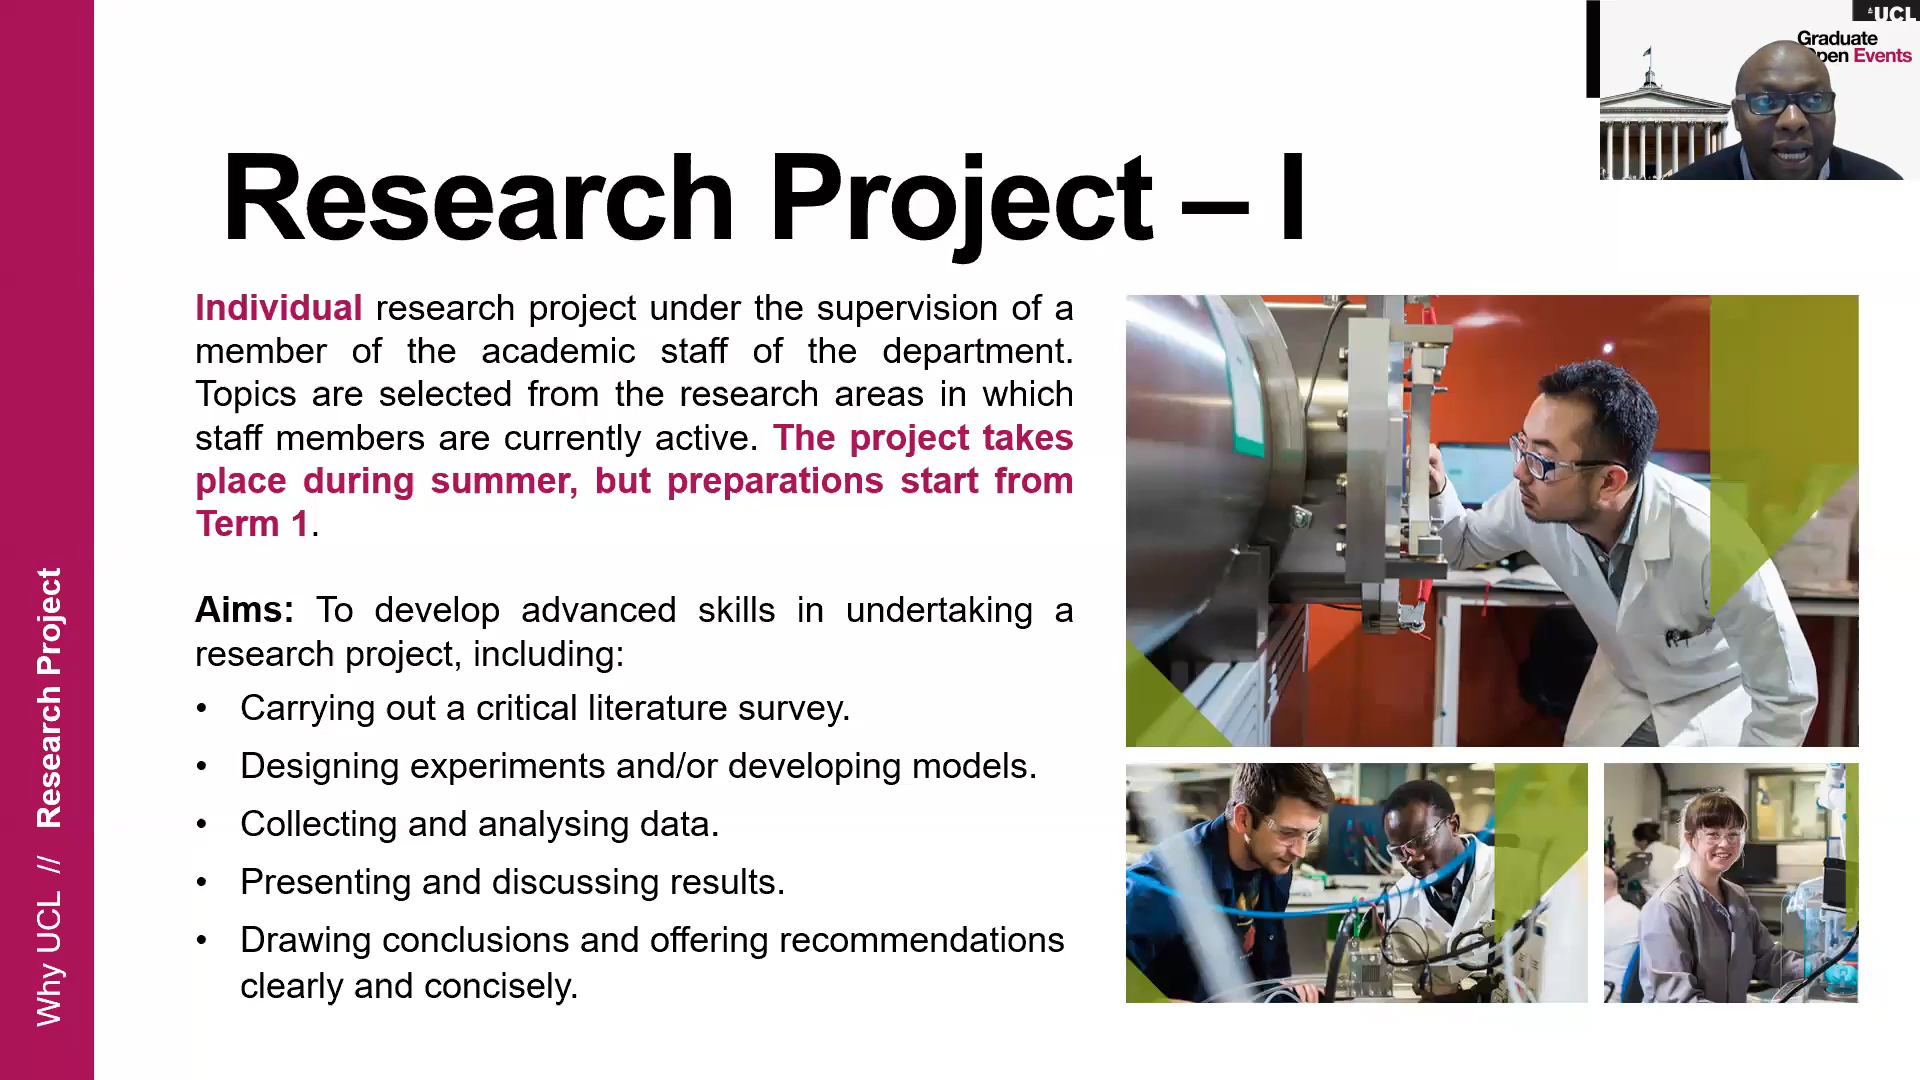 UCL
Graduate
Open Events
Research Project – I
Individual research project under the supervision of a
member of the academic staff of the department.
Topics are selected from the research areas in which
staff members are currently active. The project takes
place during summer, but preparations start from
Term 1.
Aims: To develop advanced skills in undertaking a
research project, including:
• Carrying out a critical literature survey.
• Designing experiments and/or developing models.
• Collecting and analysing data.
• Presenting and discussing results.
• Drawing conclusions and offering recommendations
clearly and concisely.
Why UCL // Research Project